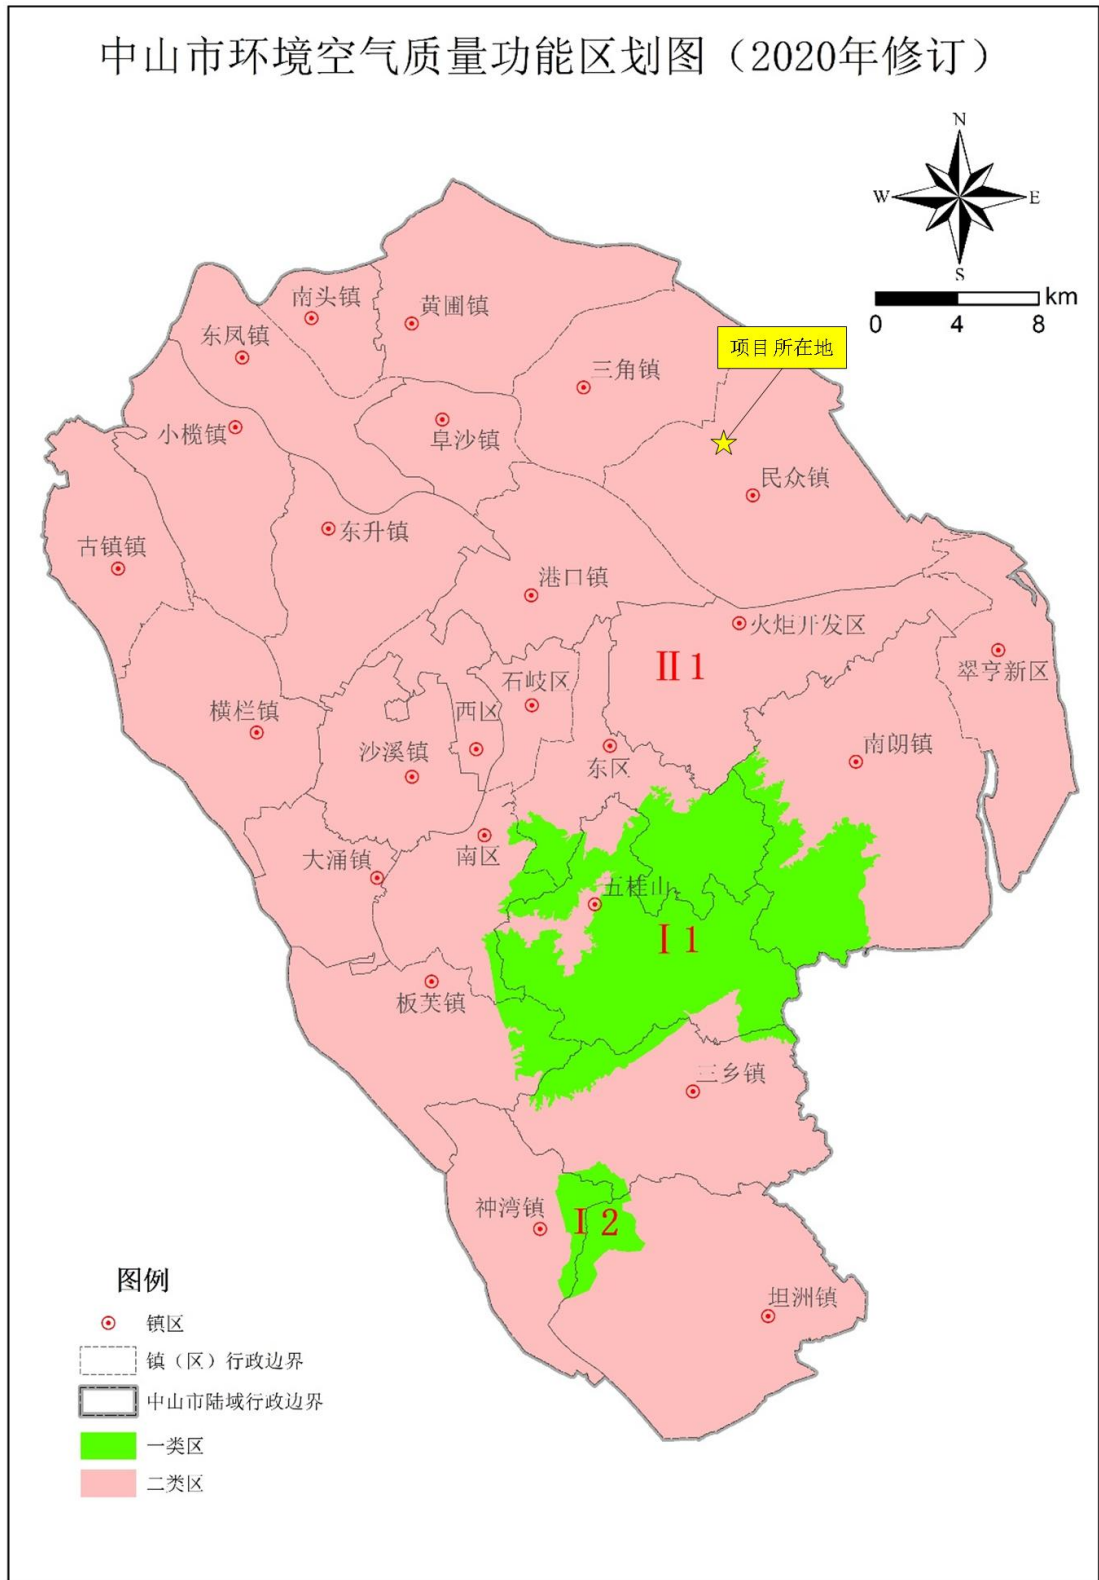 中山市环境空气质量功能区划图（2020年修订）
N
W
E
S
km
0
4
8
南头镇
黄圃镇
东凤镇
项目所在地
三角镇
小榄镇
阜沙镇
民众镇
东升镇
古镇镇
港口镇
火炬开发区
Ⅱ1
翠亨新区
石岐区
横栏镇
西区
沙溪镇
东区
南朗镇
南区
大涌镇
五桂山
Ⅰ1
板芙镇
三乡镇
神湾镇
Ⅰ2
坦洲镇
图例
镇区
镇（区）行政边界
中山市陆域行政边界
一类区
二类区